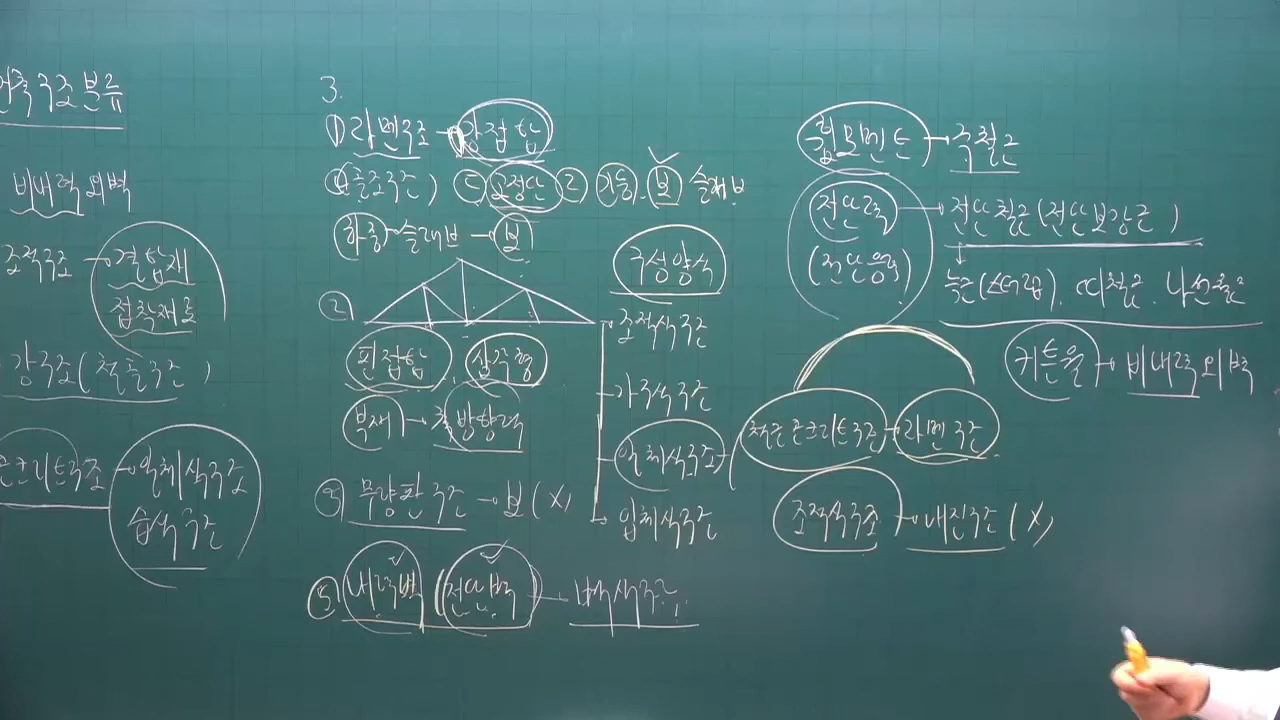 건축구조 분류
비내력 외벽
조적구조 → 결합재
접착재료
강구조(철골구조)
콘크리트구조 → 일체식구조
습식구조
3.
① 라멘구조 → 강접합
철골조구조) ㄷ 고정단 ㄹ 기둥. 보 슬래브
하중 → 슬래브 → 보
②
핀접합 삼각형
부재 → 축방향력
③ 무량판구조 → 보(X)
⑤ 내력벽 (전단벽) → 벽식구조
구성양식
조적식구조
가구식구조
일체식구조
입체식구조
휨모멘트 → 주철근
전단력 → 전단철근(전단보강근)
(전단응력)
늑근(스터럽), 띠철근, 나선철근
커튼월 → 비내력외벽
철근콘크리트구조 → 라멘구조
조적식구조 → 내진구조(X)